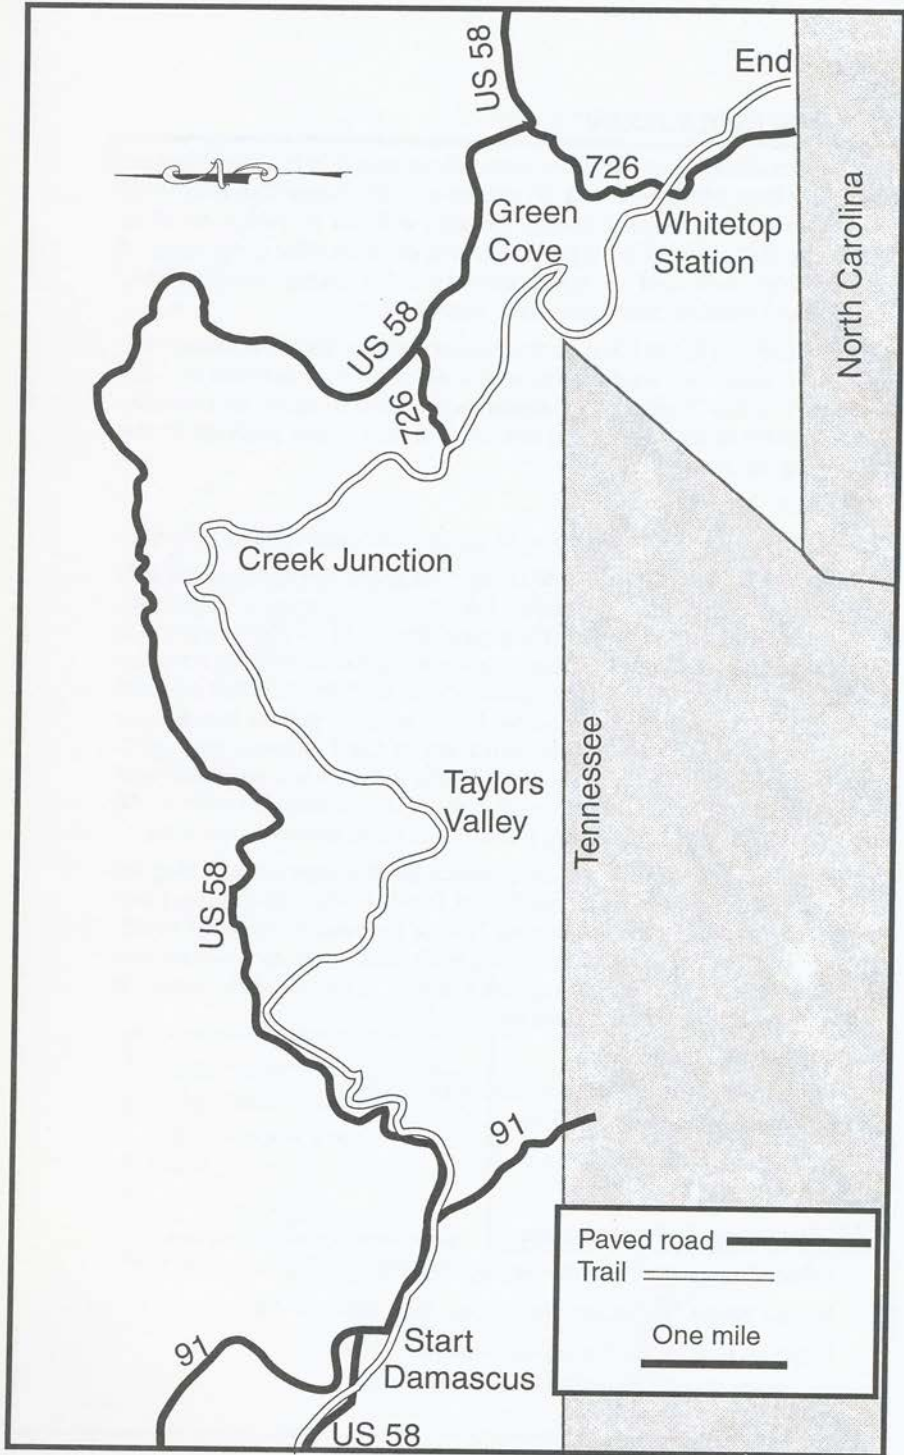 US 58
End
726
Green
Cove
Whitetop
Station
North Carolina
US 58
726
Creek Junction
Taylors
Valley
Tennessee
US 58
91
Paved road
Trail
One mile
91
Start
Damascus
US 58
N